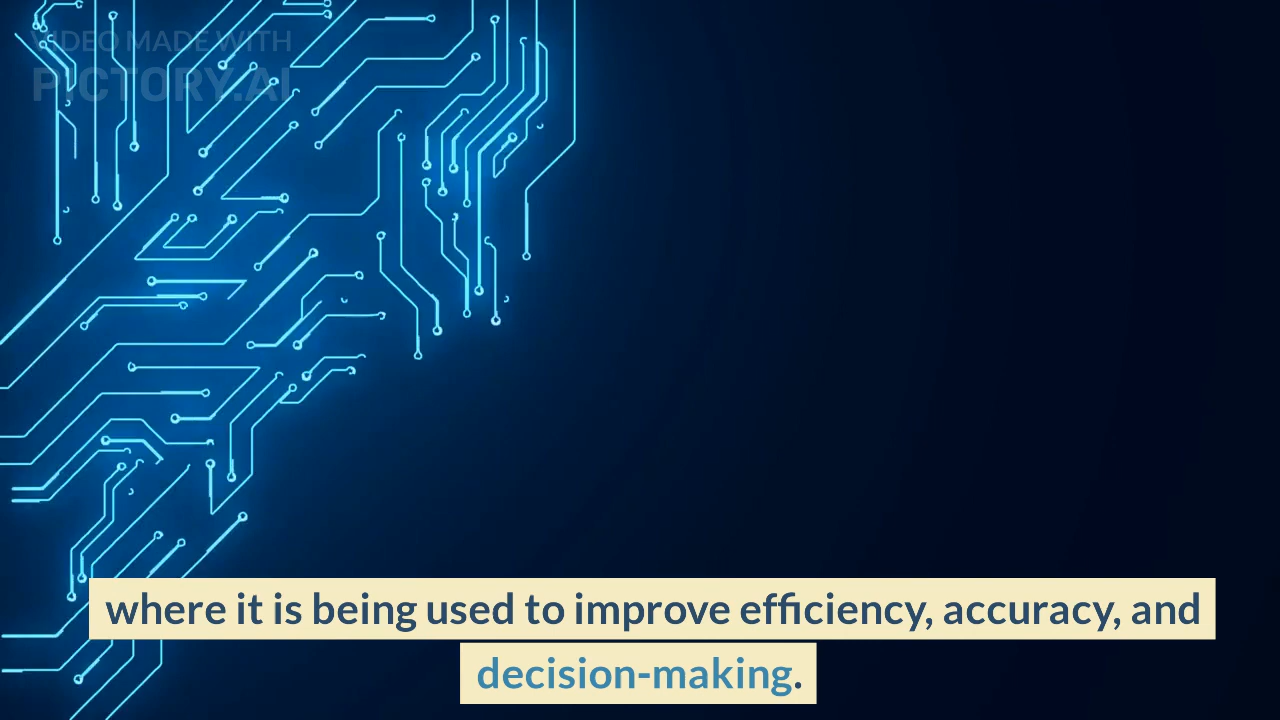 VIDEO MADE WITH
PICTORY.AI
where it is being used to improve efficiency, accuracy, and
decision-making.